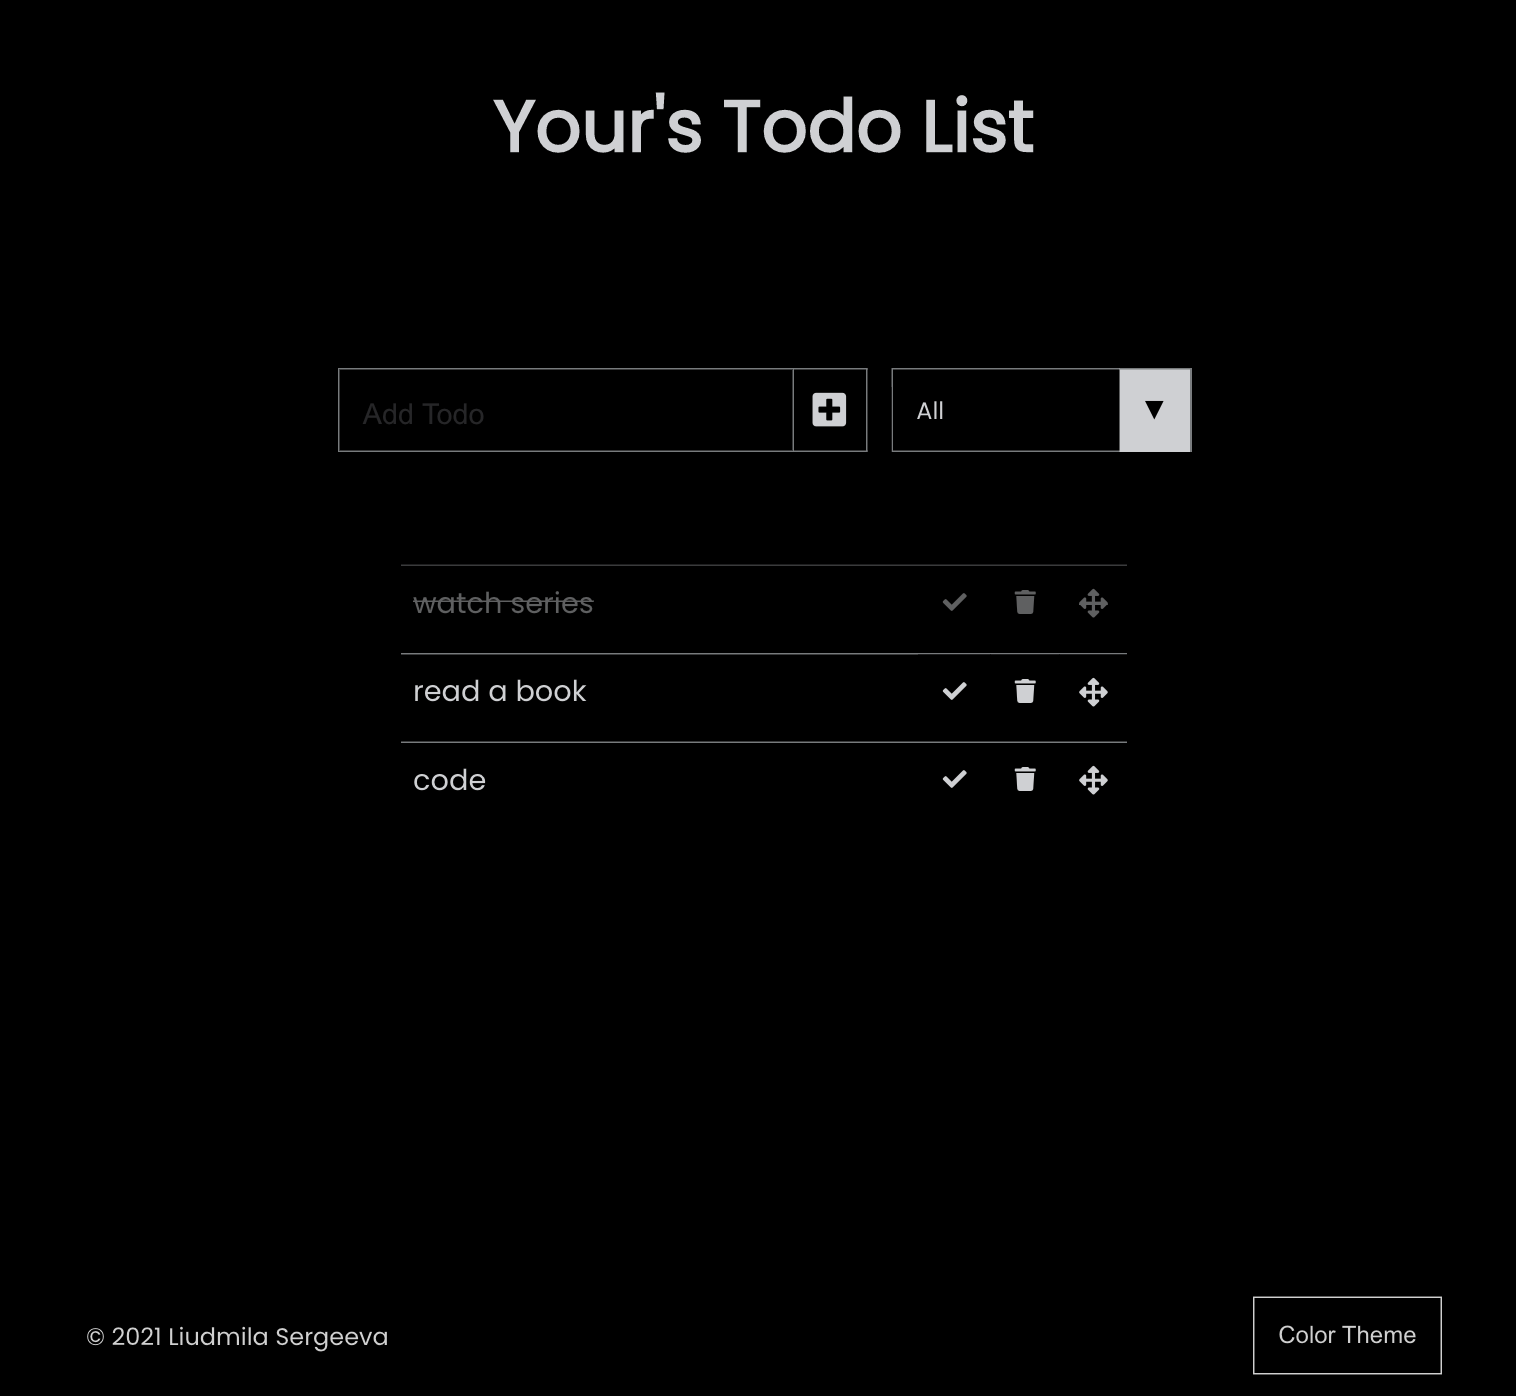 Your's Todo List
Add Todo
All
watch series
read a book
code
© 2021 Liudmila Sergeeva
Color Theme